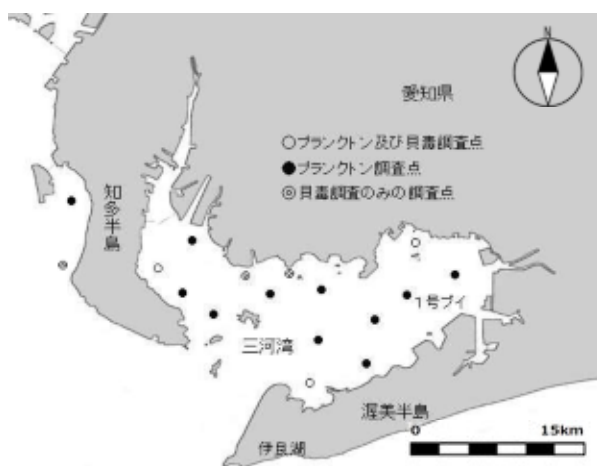 N
愛知県
○プランクトン及び貝毒調査点
●プランクトン調査点
◎貝毒調査のみの調査点
知多半島
1号ブイ
三河湾
渥美半島
伊良湖
0
15km